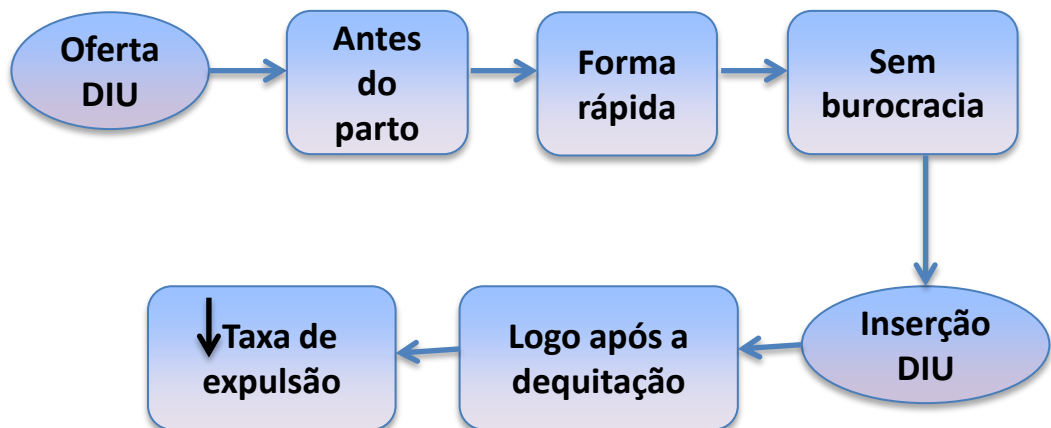 Oferta
DIU
Antes
do
parto
Forma
rápida
Sem
burocracia
Inserção
DIU
Logo após a
dequitação
Taxa de
expulsão